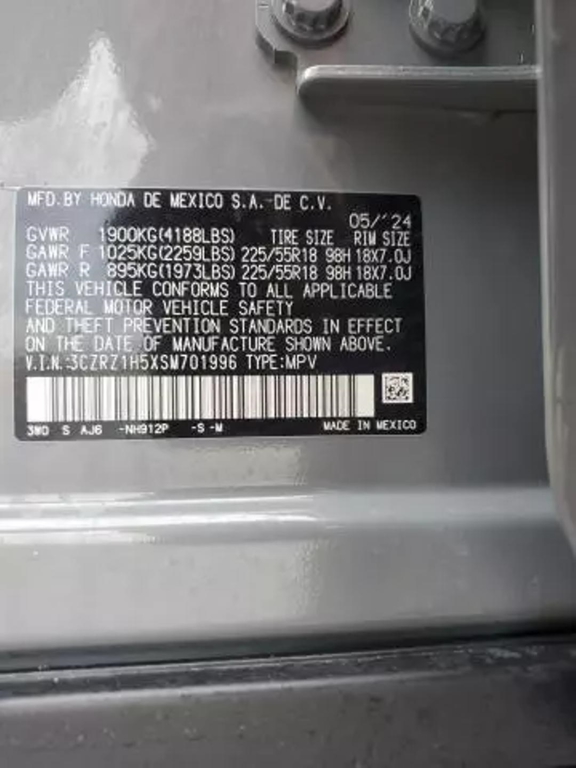 MFD.BY HONDA DE MEXICO S.A.-DE C.V.
05/'24
GVWR 1900KG(4188LBS) TIRE SIZE RIM SIZE
GAWR F 1025KG(2259LBS) 225/55R18 98H 18X7.0J
GAWR R 895KG(1973LBS) 225/55R18 98H 18X7.0J
THIS VEHICLE CONFORMS TO ALL APPLICABLE
FEDERAL MOTOR VEHICLE SAFETY
AND THEFT PREVENTION STANDARDS IN EFFECT
ON THE DATE OF MANUFACTURE SHOWN ABOVE.
V.I.N.:3CZRZ1H5XSM701996 TYPE:MPV
3W0 S AJ6 -NH912P -S -M MADE IN MEXICO